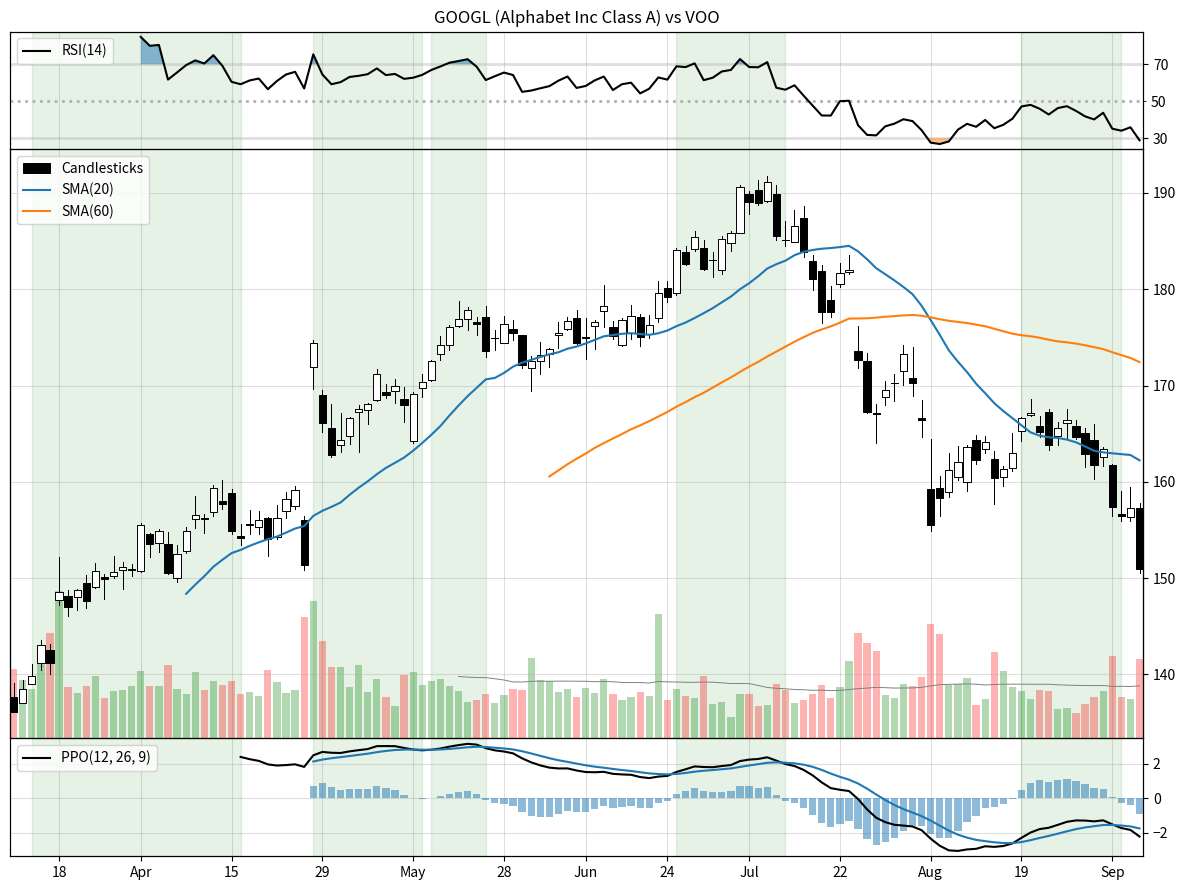 GOOGL (Alphabet Inc Class A) vs VOO
RSI(14)
70
50
30
Candlesticks
SMA(20)
SMA(60)
190
180
170
160
150
140
PPO(12, 26, 9)
2
0
−2
18 Apr 15 29 May 28 Jun 24 Jul 22 Aug 19 Sep